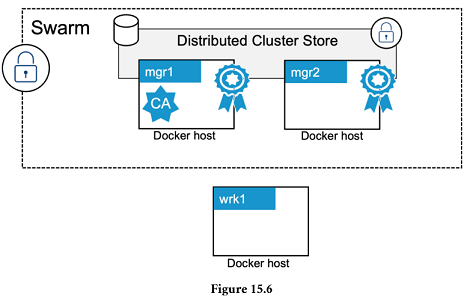 Swarm
Distributed Cluster Store
mgr1
mgr2
CA
Docker host
Docker host
wrk1
Docker host
Figure 15.6